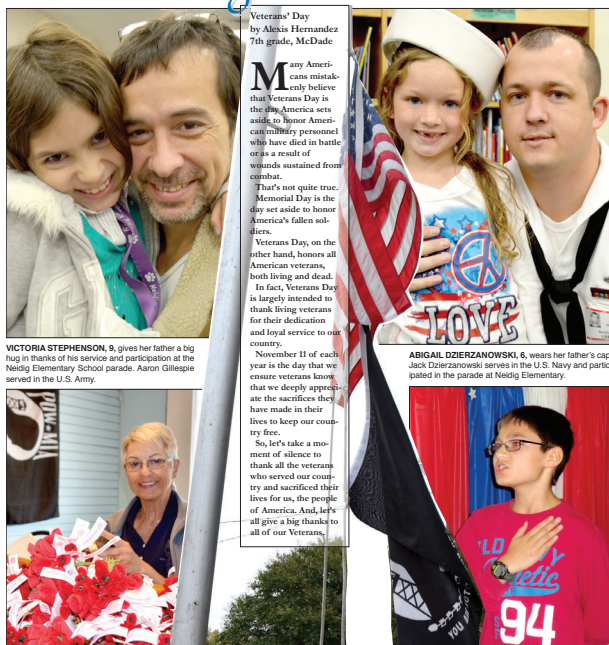 Veterans' Day
by Alexis Hernandez
7th grade, McDade
Many Ameri-
cans mistak-
enly believe
that Veterans Day is
the day America sets
aside to honor Ameri-
can military personnel
who have died in battle
or as a result of
wounds sustained from
combat.
That's not quite true.
Memorial Day is the
day set aside to honor
America's fallen sol-
diers.
Veterans Day, on the
other hand, honors all
American veterans,
both living and dead.
In fact, Veterans Day
is largely intended to
thank living veterans
for their dedication
and loyal service to our
country.
November 11 of each
year is the day that we
ensure veterans know
that we deeply appreci-
ate the sacrifices they
have made in their
lives to keep our coun-
try free.
So, let's take a mo-
ment of silence to
thank all the veterans
who served our coun-
try and sacrificed their
lives for us, the people
of America. And, let's
all give a big thanks to
all of our Veterans.
VICTORIA STEPHENSON, 9, gives her father a big
hug in thanks of his service and participation at the
Neidig Elementary School parade. Aaron Gillespie
served in the U.S. Army.
ABIGAIL DZIERZANOWSKI, 6, wears her father's cap
Jack Dzierzanowski serves in the U.S. Navy and partic
ipated in the parade at Neidig Elementary.
LOVE
POW-MIA
YOU
94